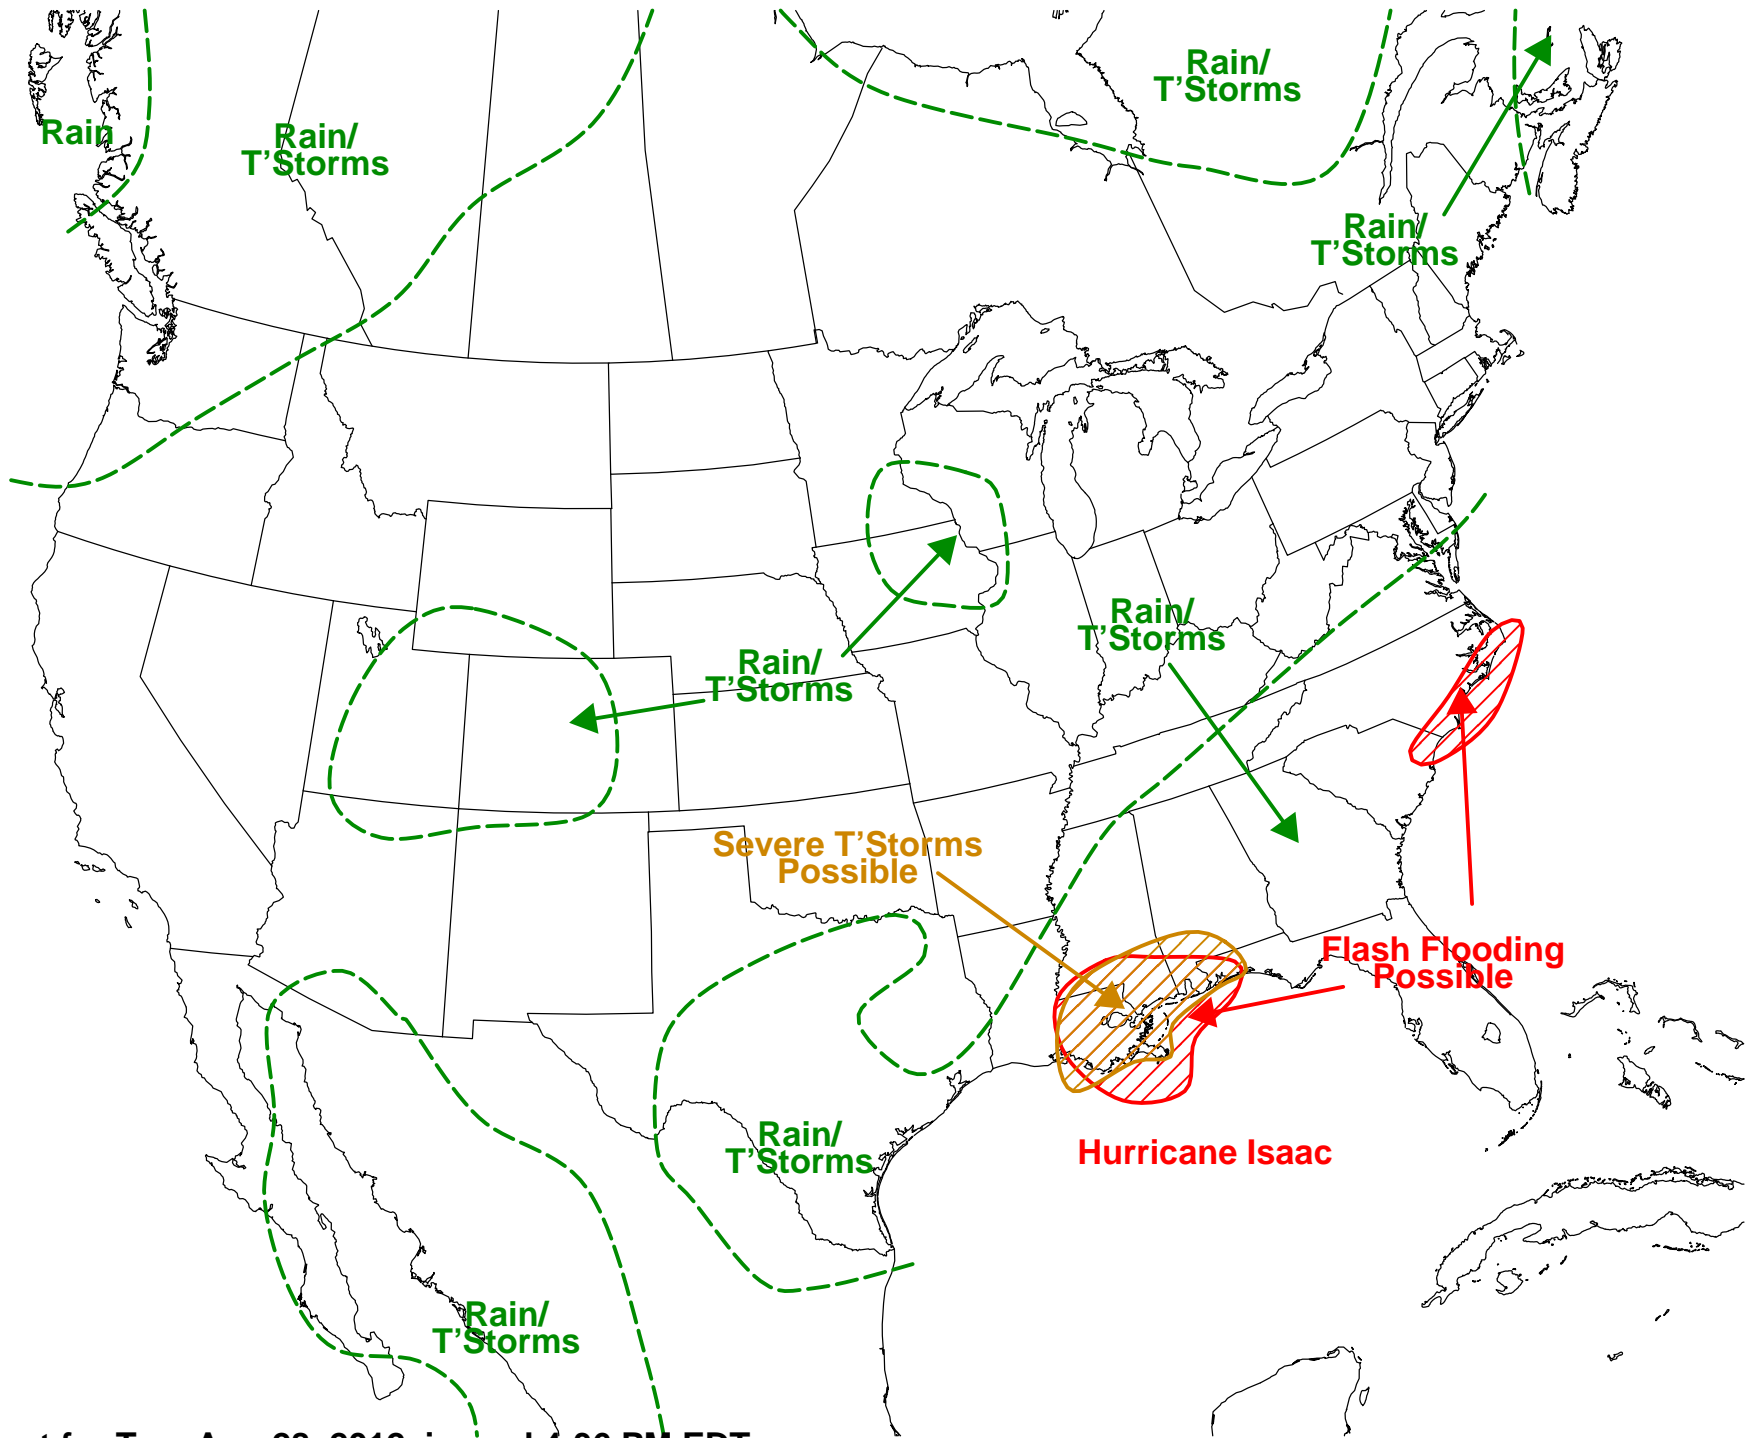 Rain/
T’Storms
Rain
Rain/
T’Storms
Rain/
T’Storms
Rain/
T’Storms
Rain/
T’Storms
Severe T’Storms
Possible
Flash Flooding
Possible
Rain/
T’Storms
Hurricane Isaac
Rain/
T’Storms